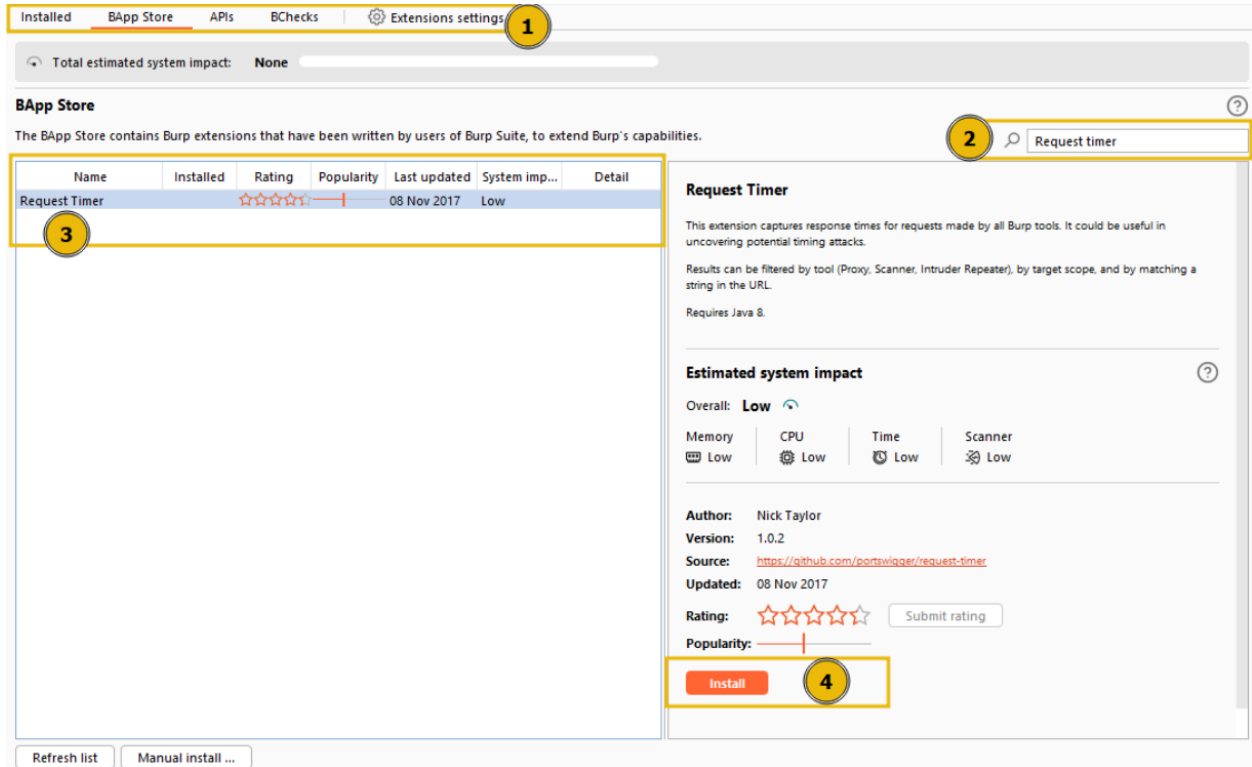 Installed BApp Store APIs BChecks Extensions settings
1
Total estimated system impact: None
BApp Store
The BApp Store contains Burp extensions that have been written by users of Burp Suite, to extend Burp's capabilities.
2
Request timer
Name Installed Rating Popularity Last updated System imp... Detail
Request Timer 08 Nov 2017 Low
3
Request Timer
This extension captures response times for requests made by all Burp tools. It could be useful in
uncovering potential timing attacks.
Results can be filtered by tool (Proxy, Scanner, Intruder Repeater), by target scope, and by matching a
string in the URL.
Requires Java 8.
Estimated system impact
Overall: Low
Memory CPU Time Scanner
Low Low Low Low
Author: Nick Taylor
Version: 1.0.2
Source: https://github.com/portswigger/request-timer
Updated: 08 Nov 2017
Rating: Submit rating
Popularity:
Install
4
Refresh list Manual install ...